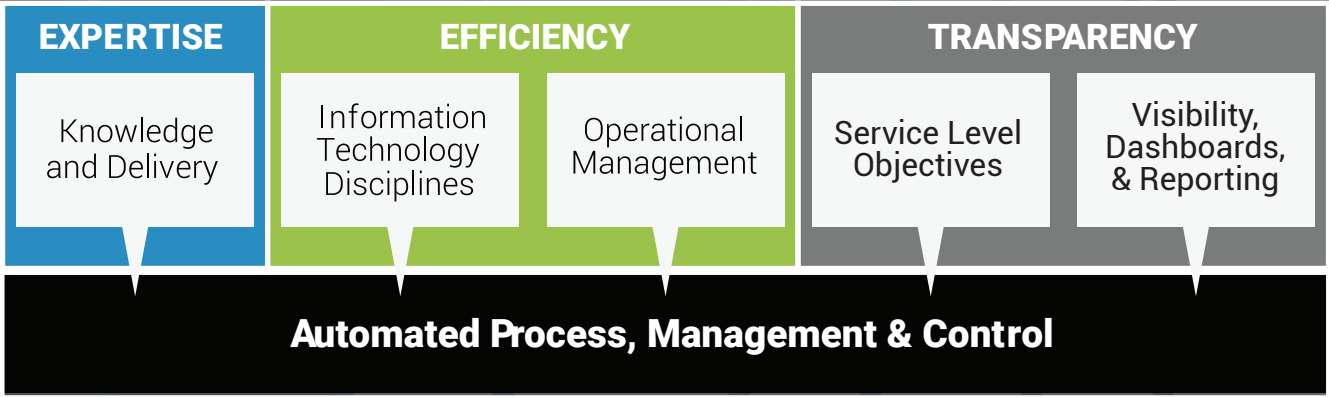 EXPERTISE
EFFICIENCY
TRANSPARENCY
Knowledge
and Delivery
Information
Technology
Disciplines
Operational
Management
Service Level
Objectives
Visibility,
Dashboards,
& Reporting
Automated Process, Management & Control